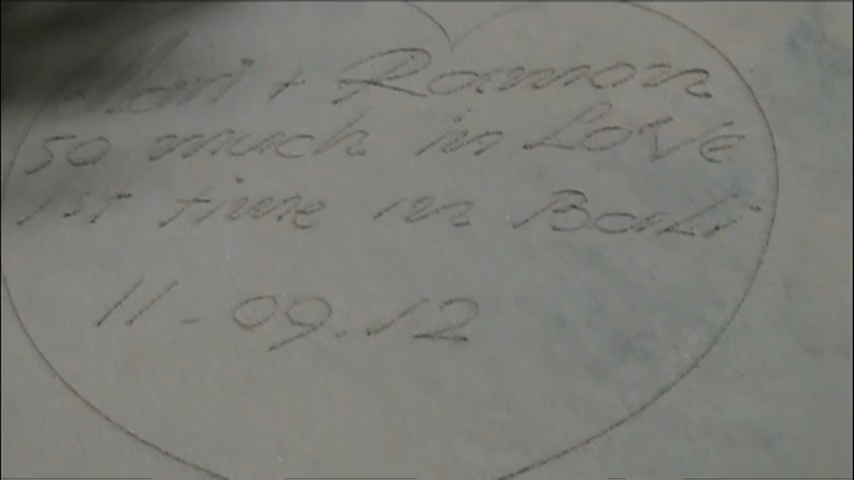 + Ramon
so much in Love
1st time in Bali
11-09.12